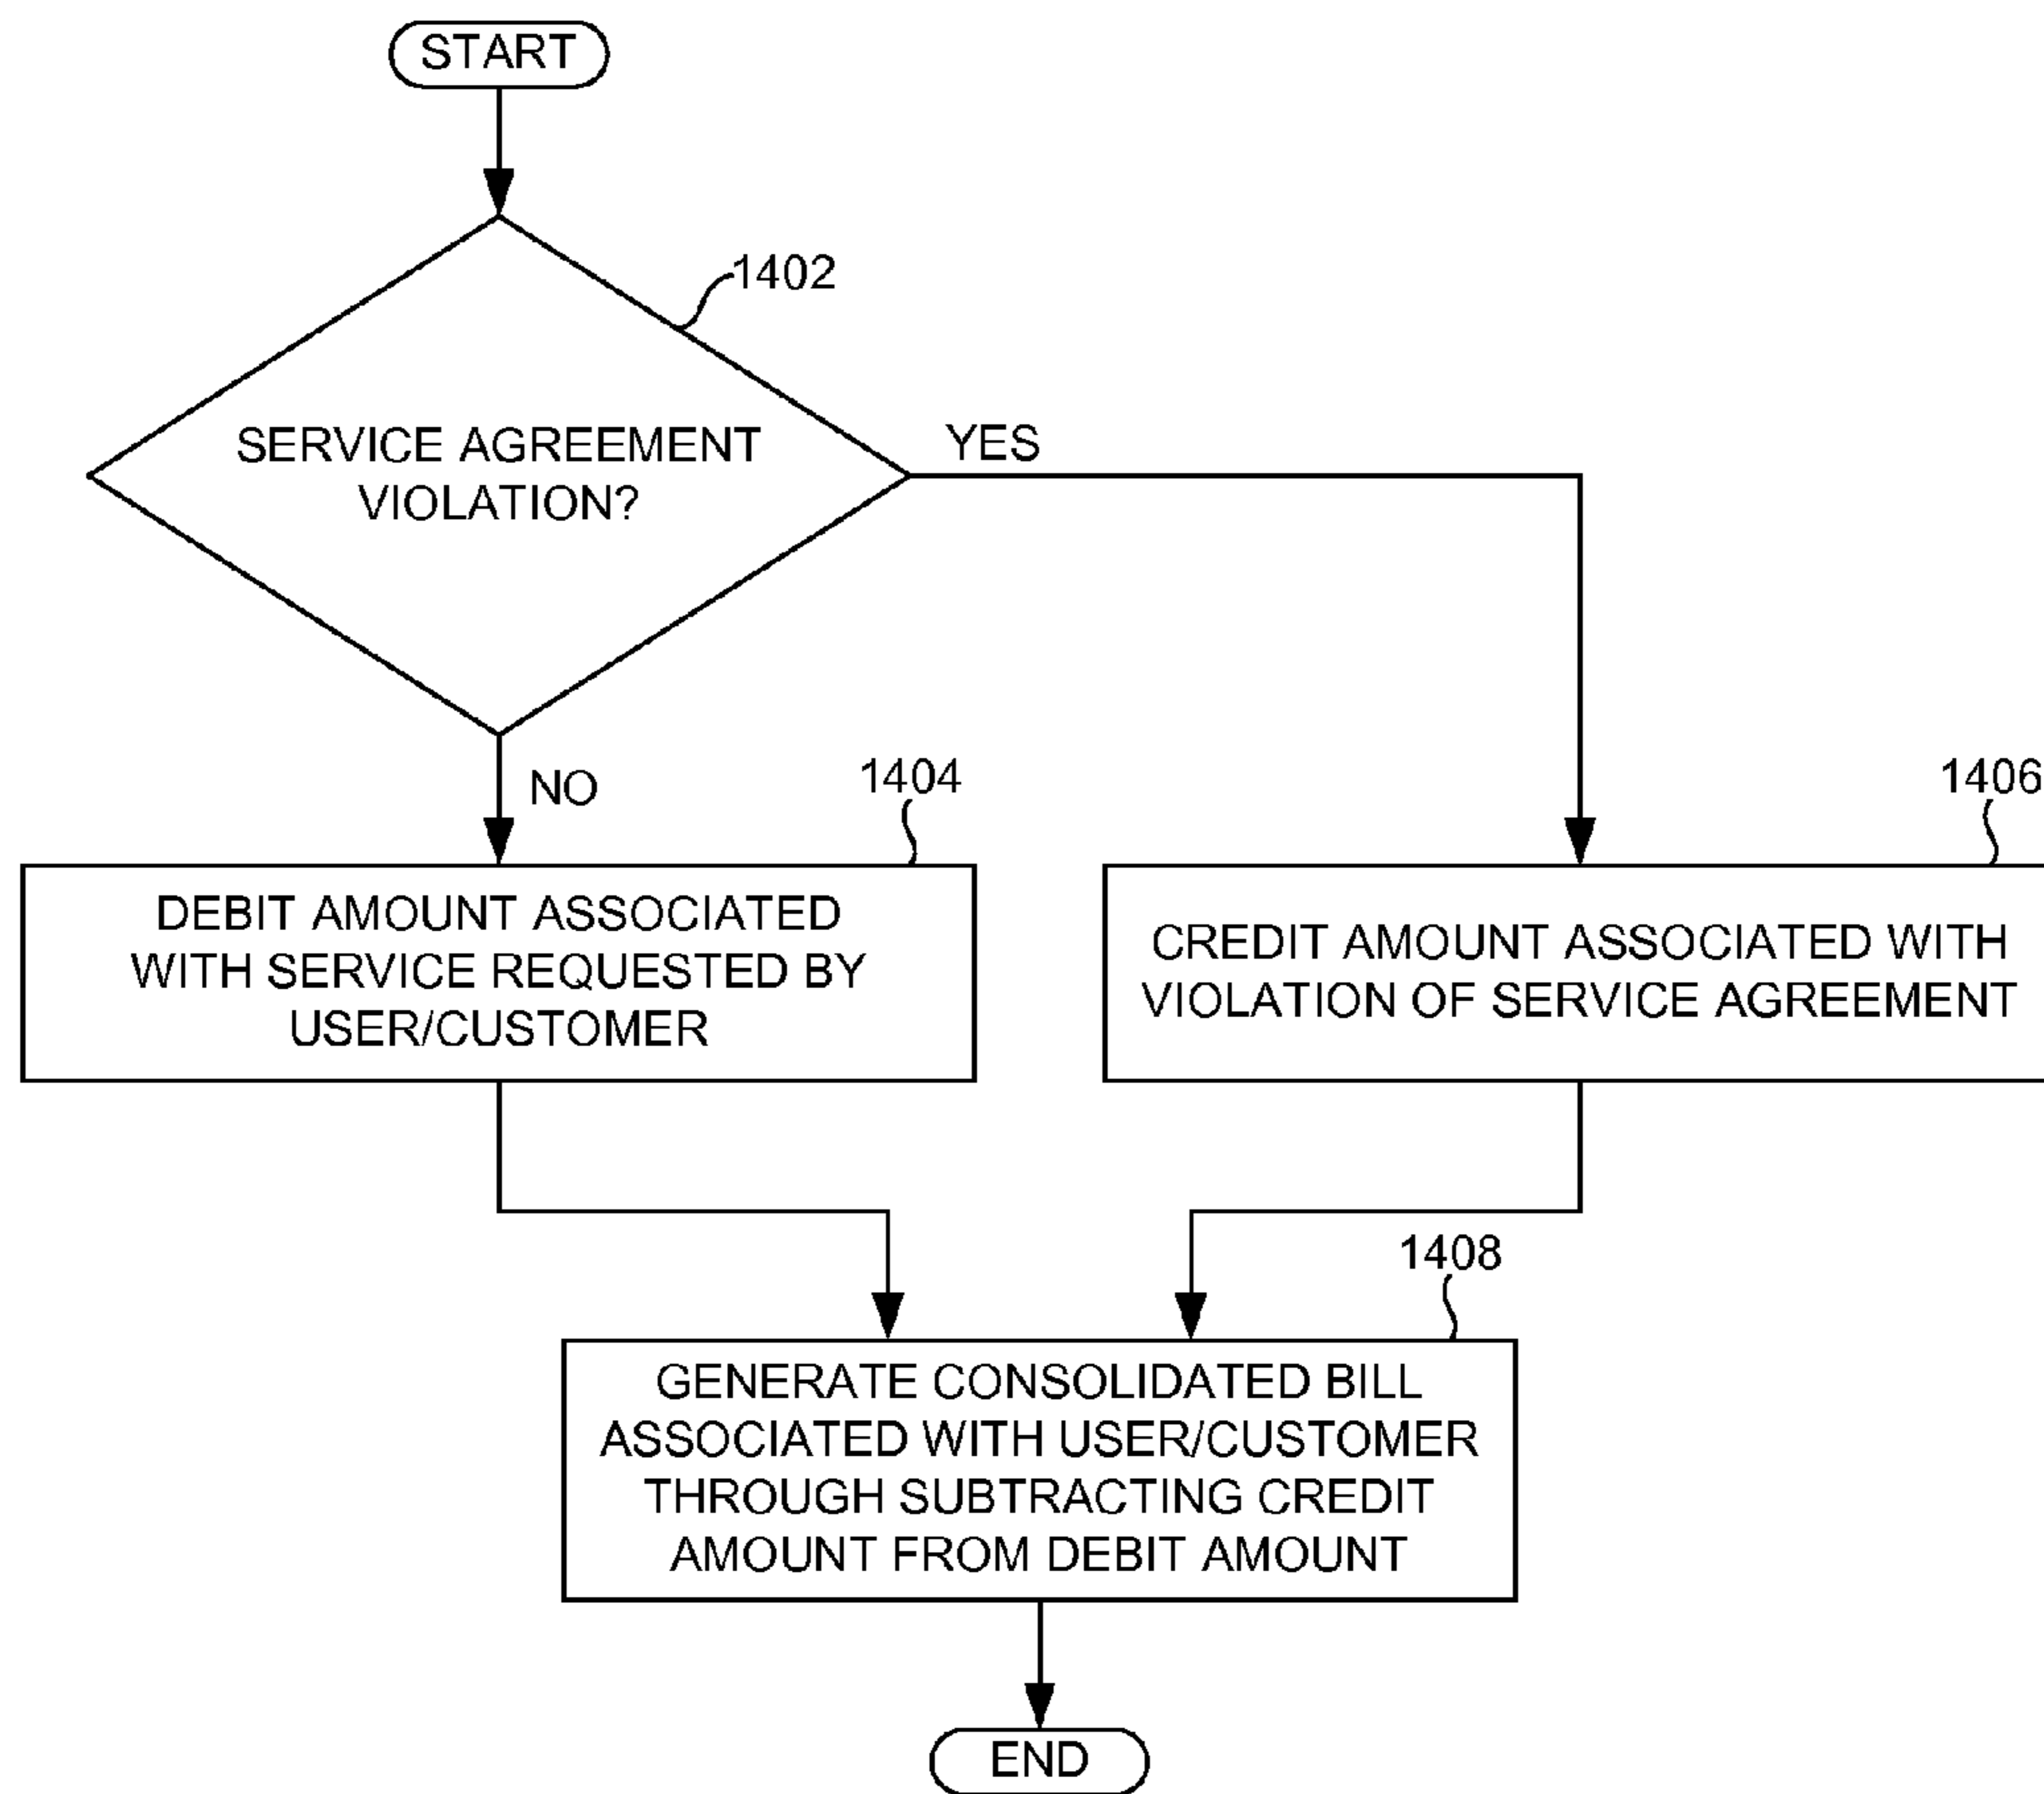 START
1402
SERVICE AGREEMENT
VIOLATION?
YES
NO
1404
1406
DEBIT AMOUNT ASSOCIATED
WITH SERVICE REQUESTED BY
USER/CUSTOMER
CREDIT AMOUNT ASSOCIATED WITH
VIOLATION OF SERVICE AGREEMENT
1408
GENERATE CONSOLIDATED BILL
ASSOCIATED WITH USER/CUSTOMER
THROUGH SUBTRACTING CREDIT
AMOUNT FROM DEBIT AMOUNT
END